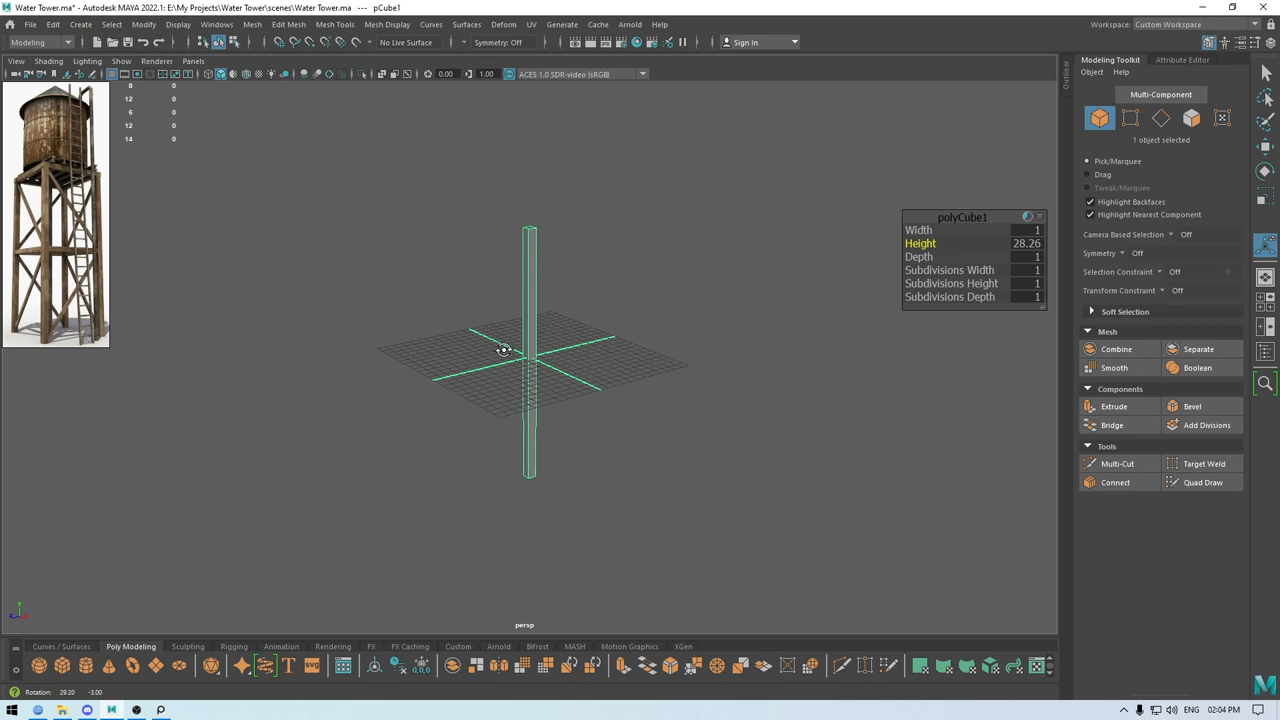 Water Tower.ma* - Autodesk MAYA 2022.1: E:\My Projects\Water Tower\scenes\Water Tower.ma --- pCube1
File Edit Create Select Modify Display Windows Mesh Edit Mesh Mesh Tools Mesh Display Curves Surfaces Deform UV Generate Cache Arnold Help
Workspace: Custom Workspace
Modeling No Live Surface Symmetry: Off Sign In
View Shading Lighting Show Renderer Panels
0.00 1.00 ACES 1.0 SDR-video (sRGB)
8 0
12 0
6 0
12 0
14 0
polyCube1
Width 1
Height 28.26
Depth 1
Subdivisions Width 1
Subdivisions Height 1
Subdivisions Depth 1
persp
Outliner
Modeling Toolkit Attribute Editor
Object Help
Multi-Component
1 object selected
Pick/Marquee
Drag
Tweak/Marquee
Highlight Backfaces
Highlight Nearest Component
Camera Based Selection Off
Symmetry Off
Selection Constraint Off
Transform Constraint Off
Soft Selection
Mesh
Combine Separate
Smooth Boolean
Components
Extrude Bevel
Bridge Add Divisions
Tools
Multi-Cut Target Weld
Connect Quad Draw
Curves / Surfaces Poly Modeling Sculpting Rigging Animation Rendering FX FX Caching Custom Arnold Bifrost MASH Motion Graphics XGen
T SVG 0,0,0
Rotation: 29.20 -3.00
ENG 02:04 PM